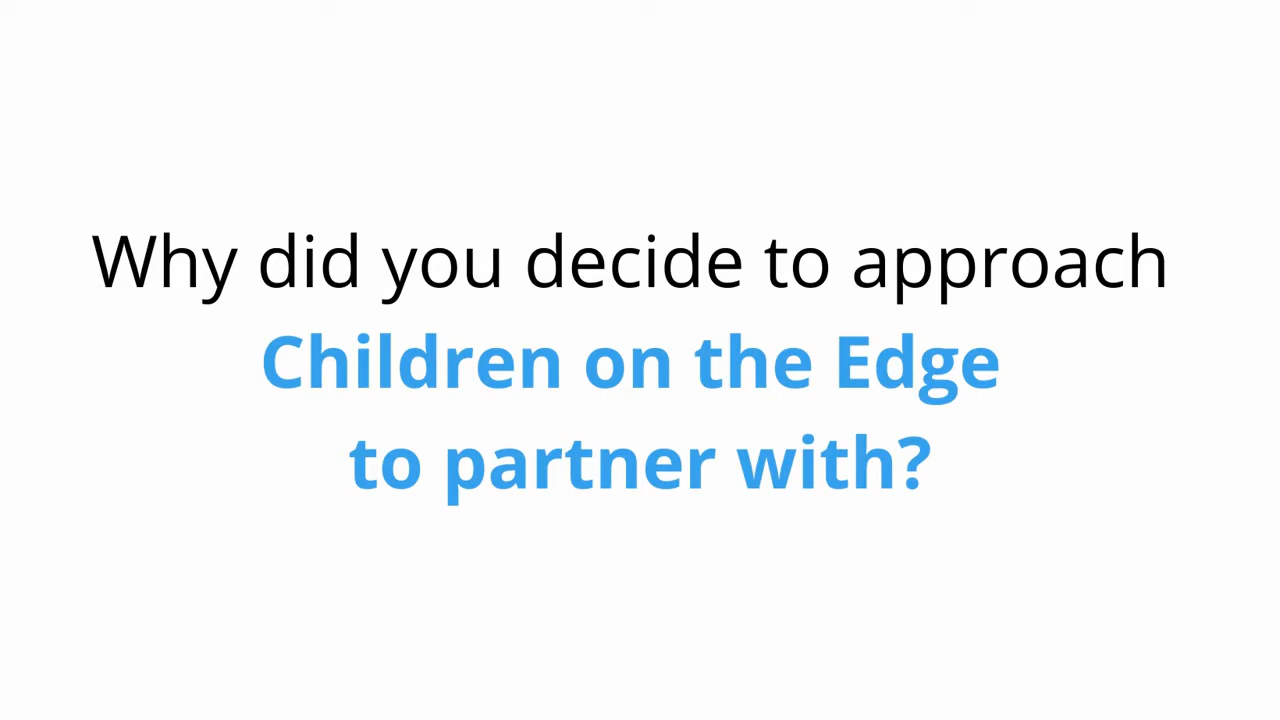 Why did you decide to approach
Children on the Edge
to partner with?